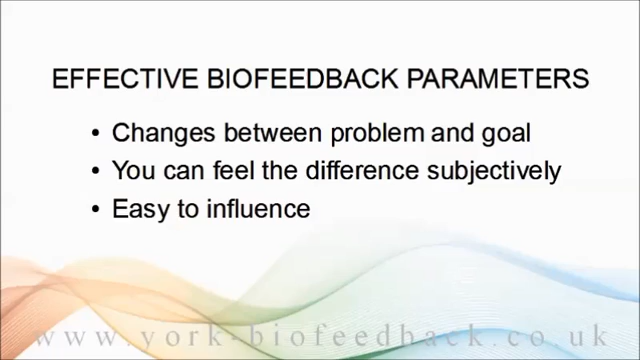 EFFECTIVE BIOFEEDBACK PARAMETERS
• Changes between problem and goal
• You can feel the difference subjectively
• Easy to influence
www.york-biofeedback.co.uk